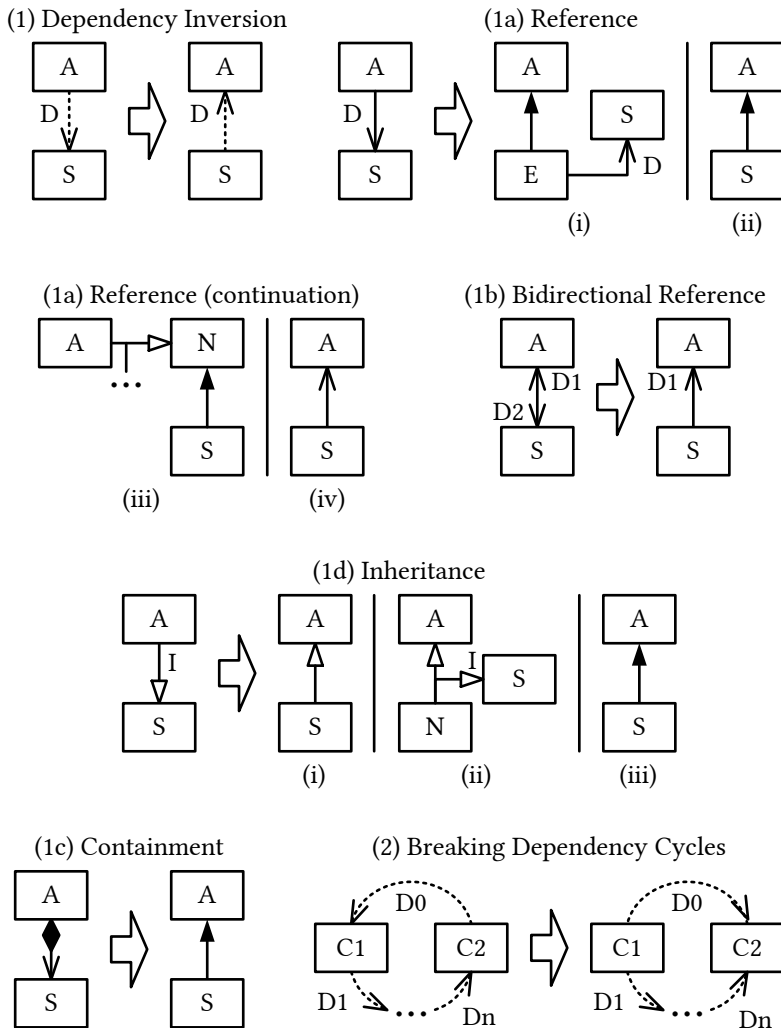 (1) Dependency Inversion
(1a) Reference
A
A
A
A
A
D
D
D
S
S
S
S
E
D
S
(i)
(ii)
(1a) Reference (continuation)
(1b) Bidirectional Reference
A
N
A
A
A
...
D1
D1
D2
S
S
S
S
(iii)
(iv)
(1d) Inheritance
A
A
A
A
I
I
S
S
S
N
S
(i)
(ii)
(iii)
(1c) Containment
(2) Breaking Dependency Cycles
A
A
D0
D0
C1
C2
C1
C2
S
S
D1
...
Dn
D1
...
Dn